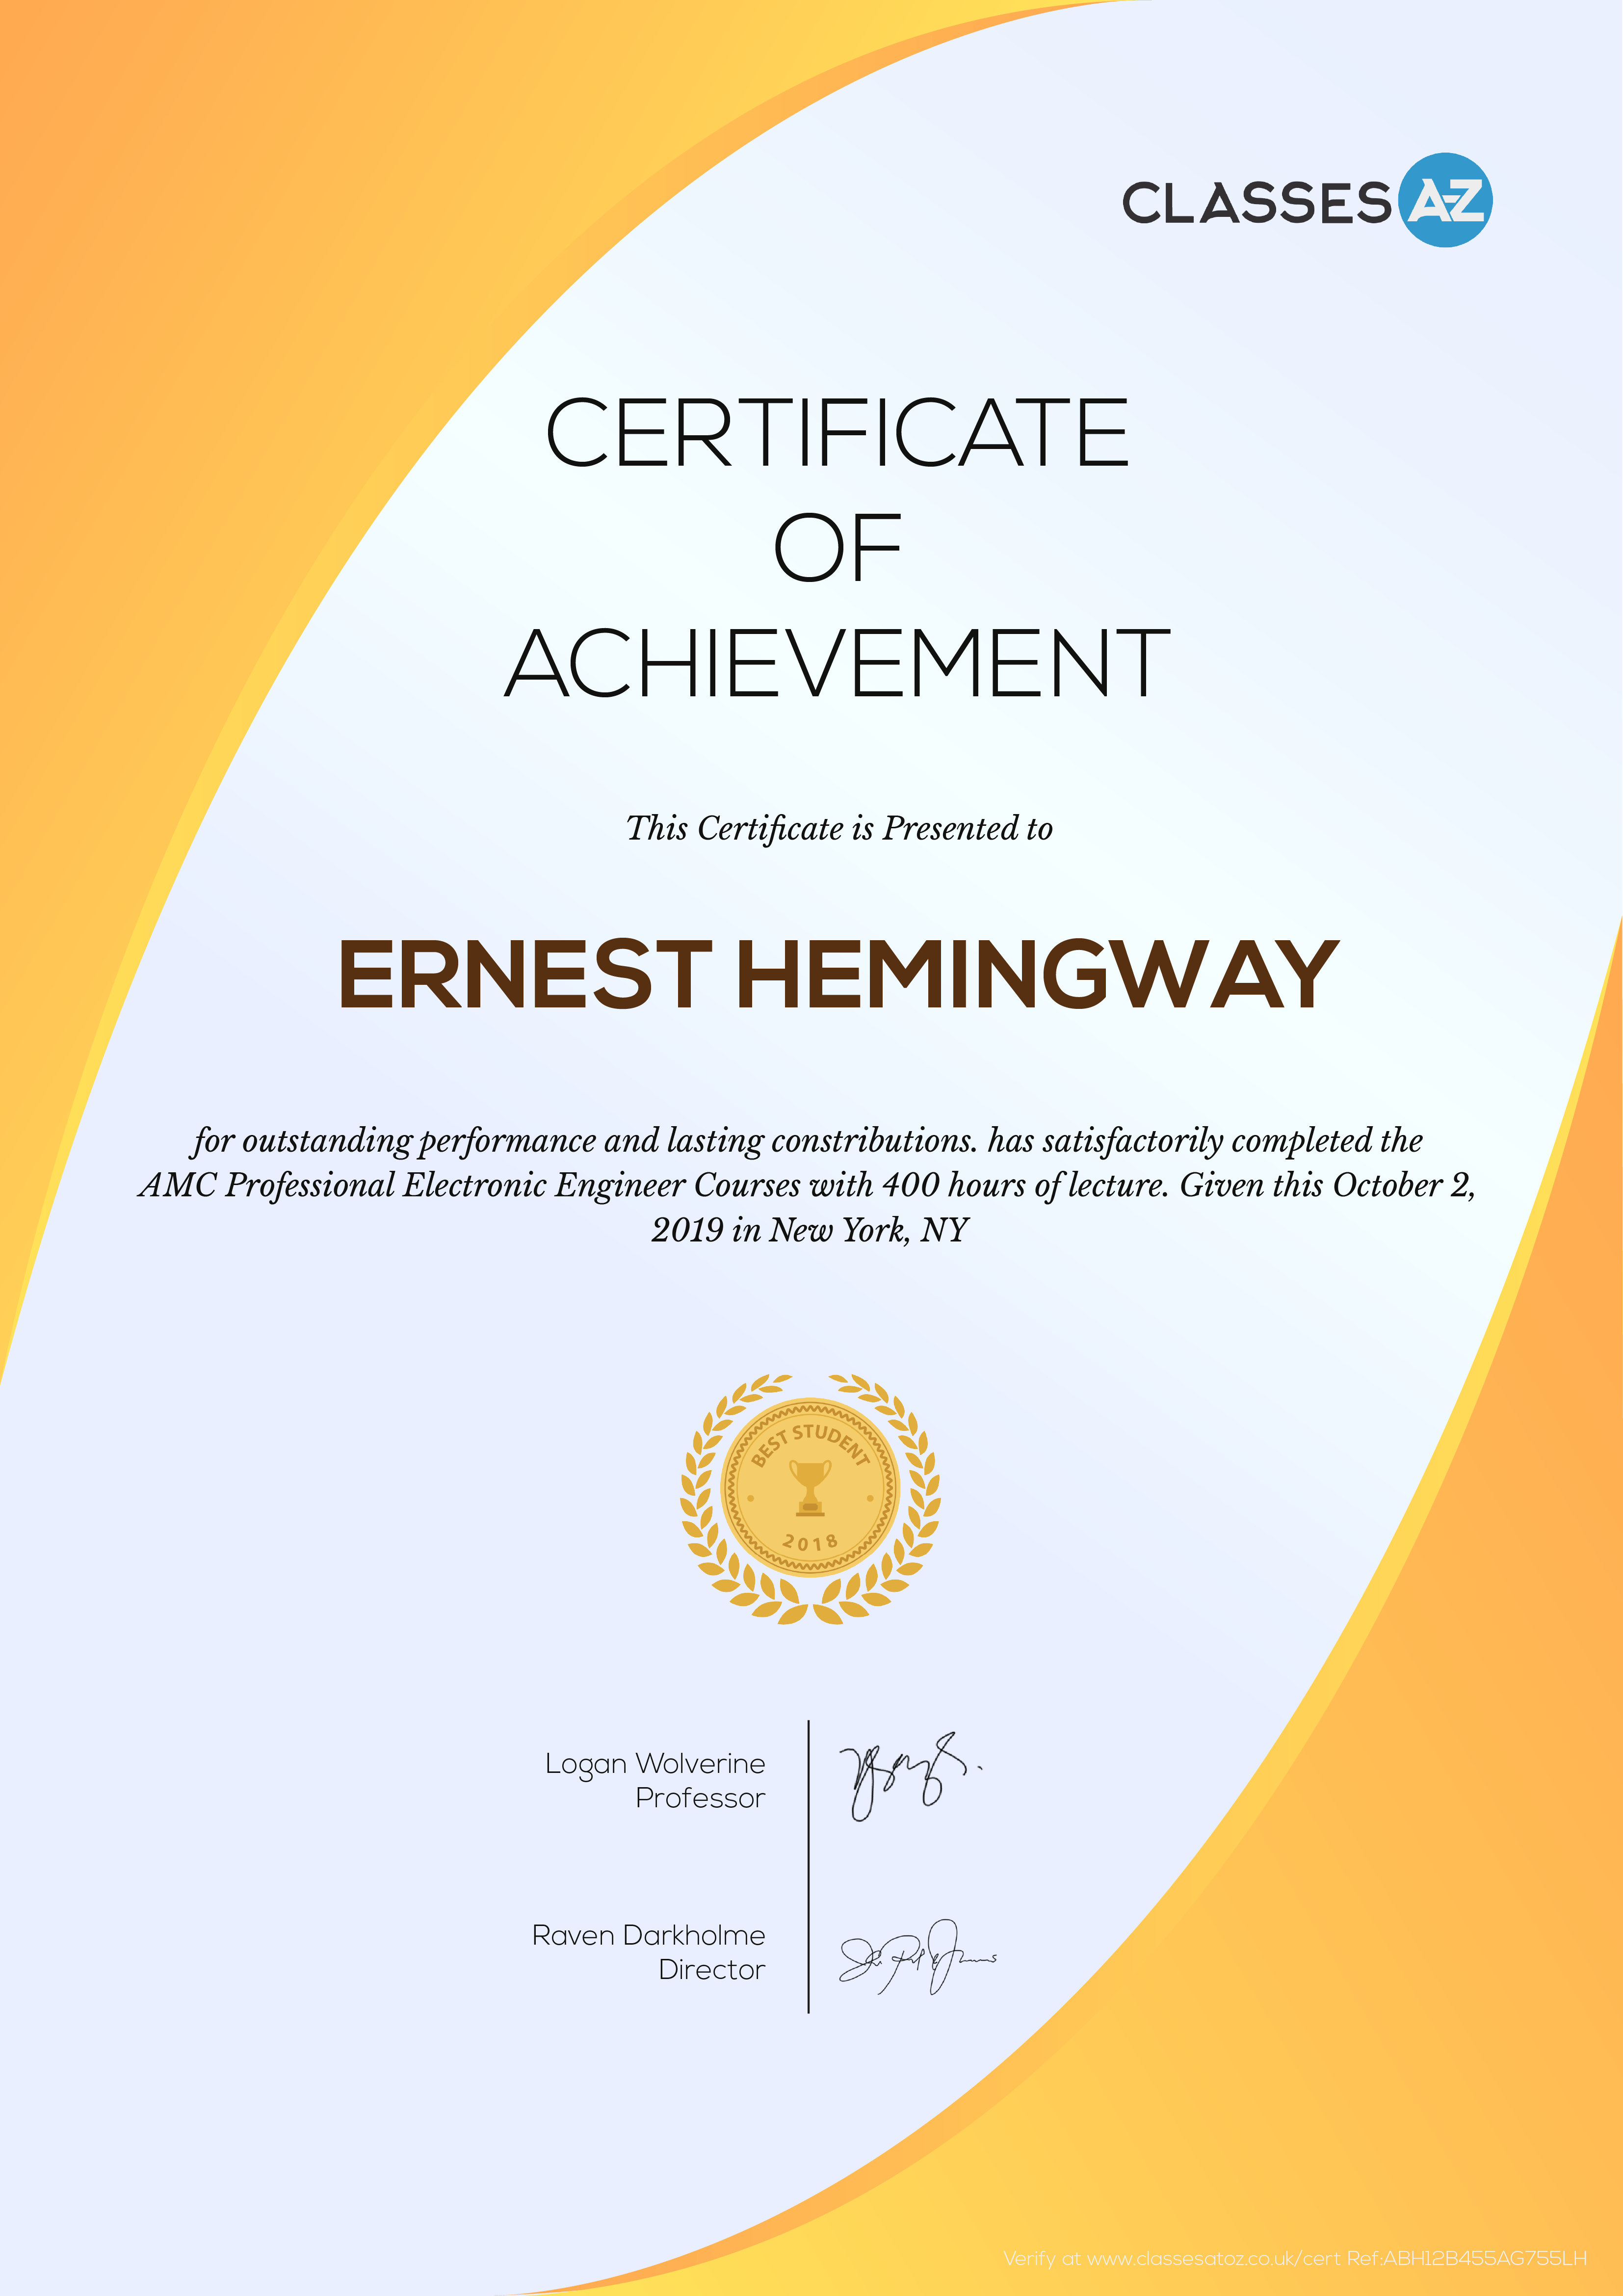 CLASSES A-Z
CERTIFICATE
OF
ACHIEVEMENT
This Certificate is Presented to
ERNEST HEMINGWAY
for outstanding performance and lasting constributions. has satisfactorily completed the
AMC Professional Electronic Engineer Courses with 400 hours of lecture. Given this October 2,
2019 in New York, NY
BEST STUDENT
2018
Logan Wolverine
Professor
Raven Darkholme
Director
Verify at www.classesatoz.co.uk/cert Ref:ABH12B455AG755LH